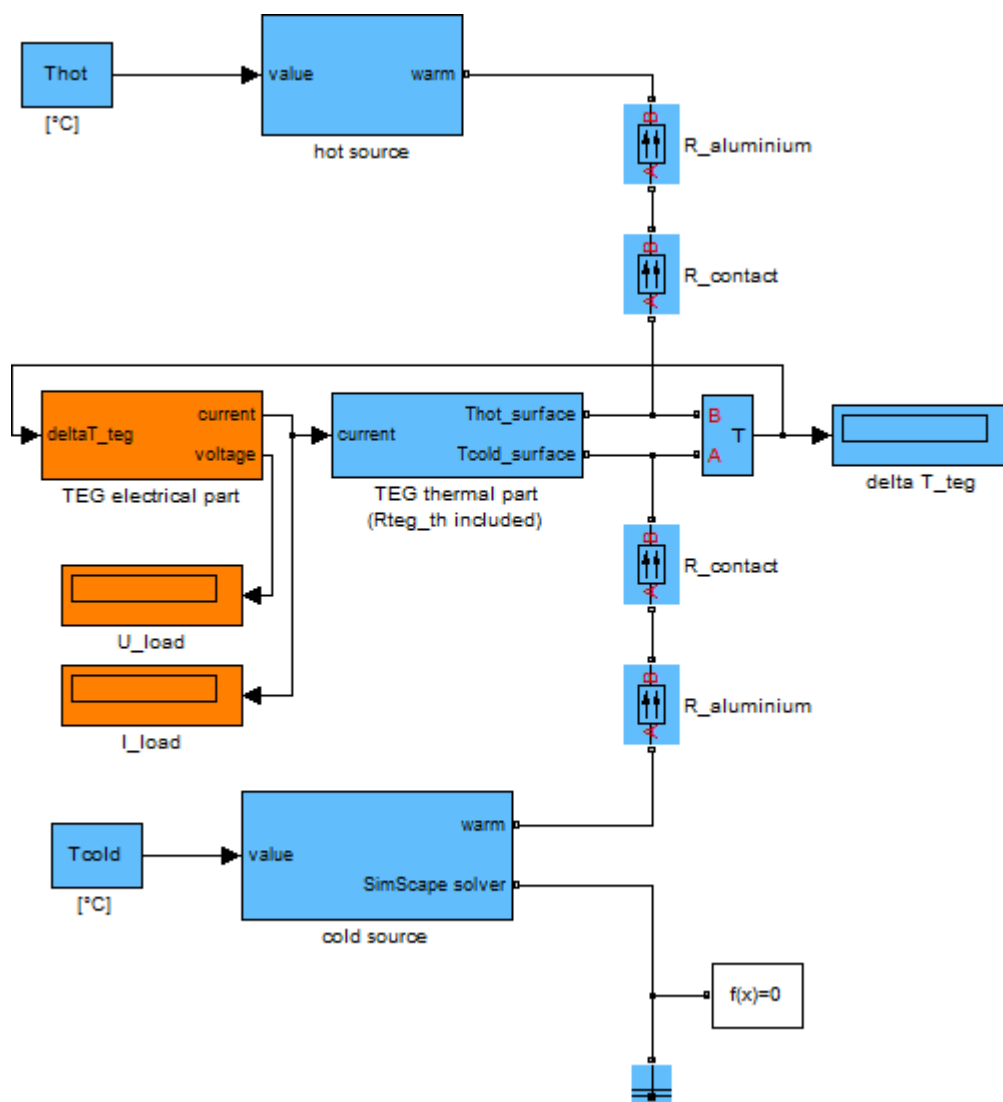 Thot
[°C]
value
warm
hot source
B
A
R_aluminium
B
A
R_contact
deltaT_teg
current
voltage
TEG electrical part
current
Thot_surface
Tcold_surface
TEG thermal part
(Rteg_th included)
B
A
T
delta T_teg
U_load
I_load
B
A
R_contact
B
A
R_aluminium
Tcold
[°C]
value
warm
SimScape solver
cold source
f(x)=0